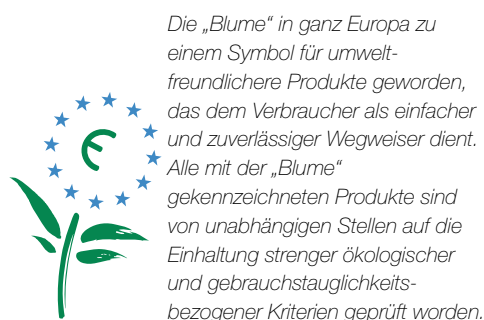 Die „Blume“ in ganz Europa zu
einem Symbol für umwelt-
freundlichere Produkte geworden,
das dem Verbraucher als einfacher
und zuverlässiger Wegweiser dient.
Alle mit der „Blume“
gekennzeichneten Produkte sind
von unabhängigen Stellen auf die
Einhaltung strenger ökologischer
und gebrauchstauglichkeits-
bezogener Kriterien geprüft worden.